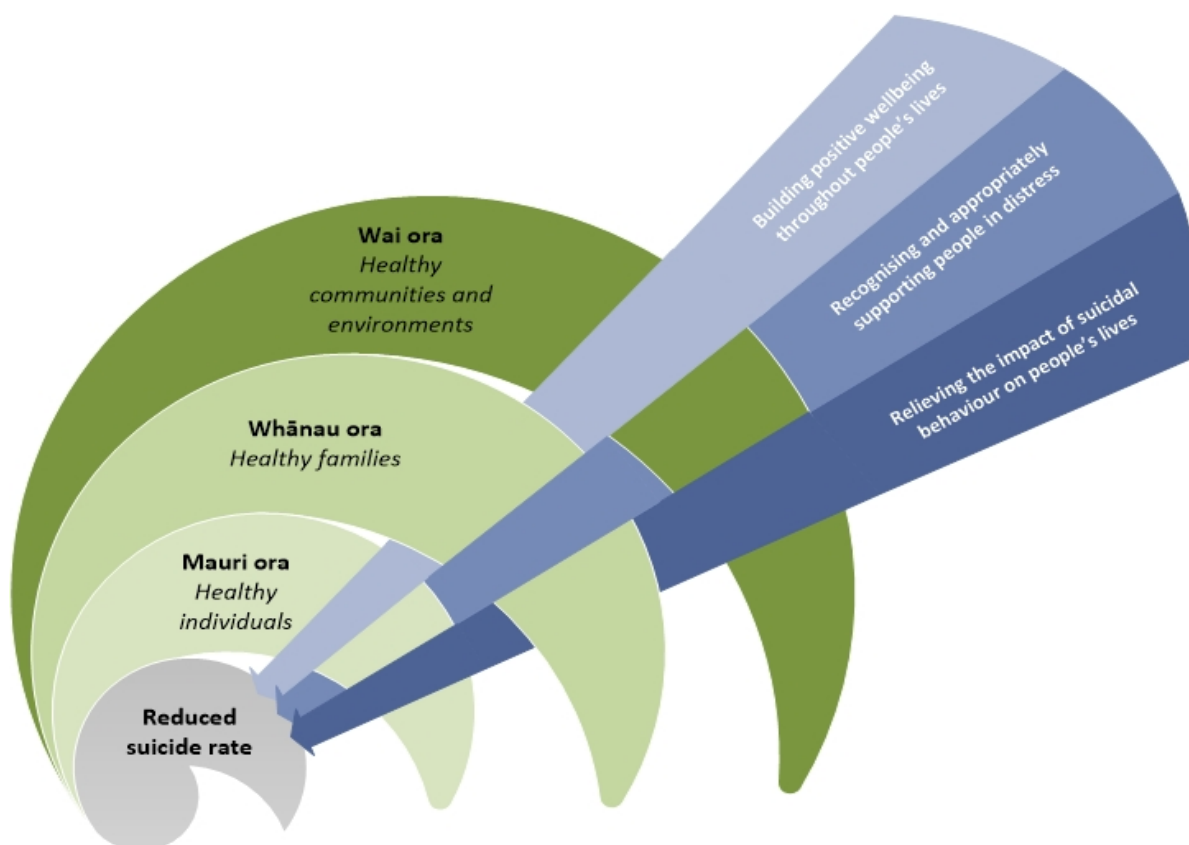 Wai ora
Healthy
communities and
environments
Whānau ora
Healthy families
Mauri ora
Healthy
individuals
Reduced
suicide rate
Building positive wellbeing
throughout people's lives
Recognising and appropriately
supporting people in distress
Relieving the impact of suicidal
behaviour on people's lives